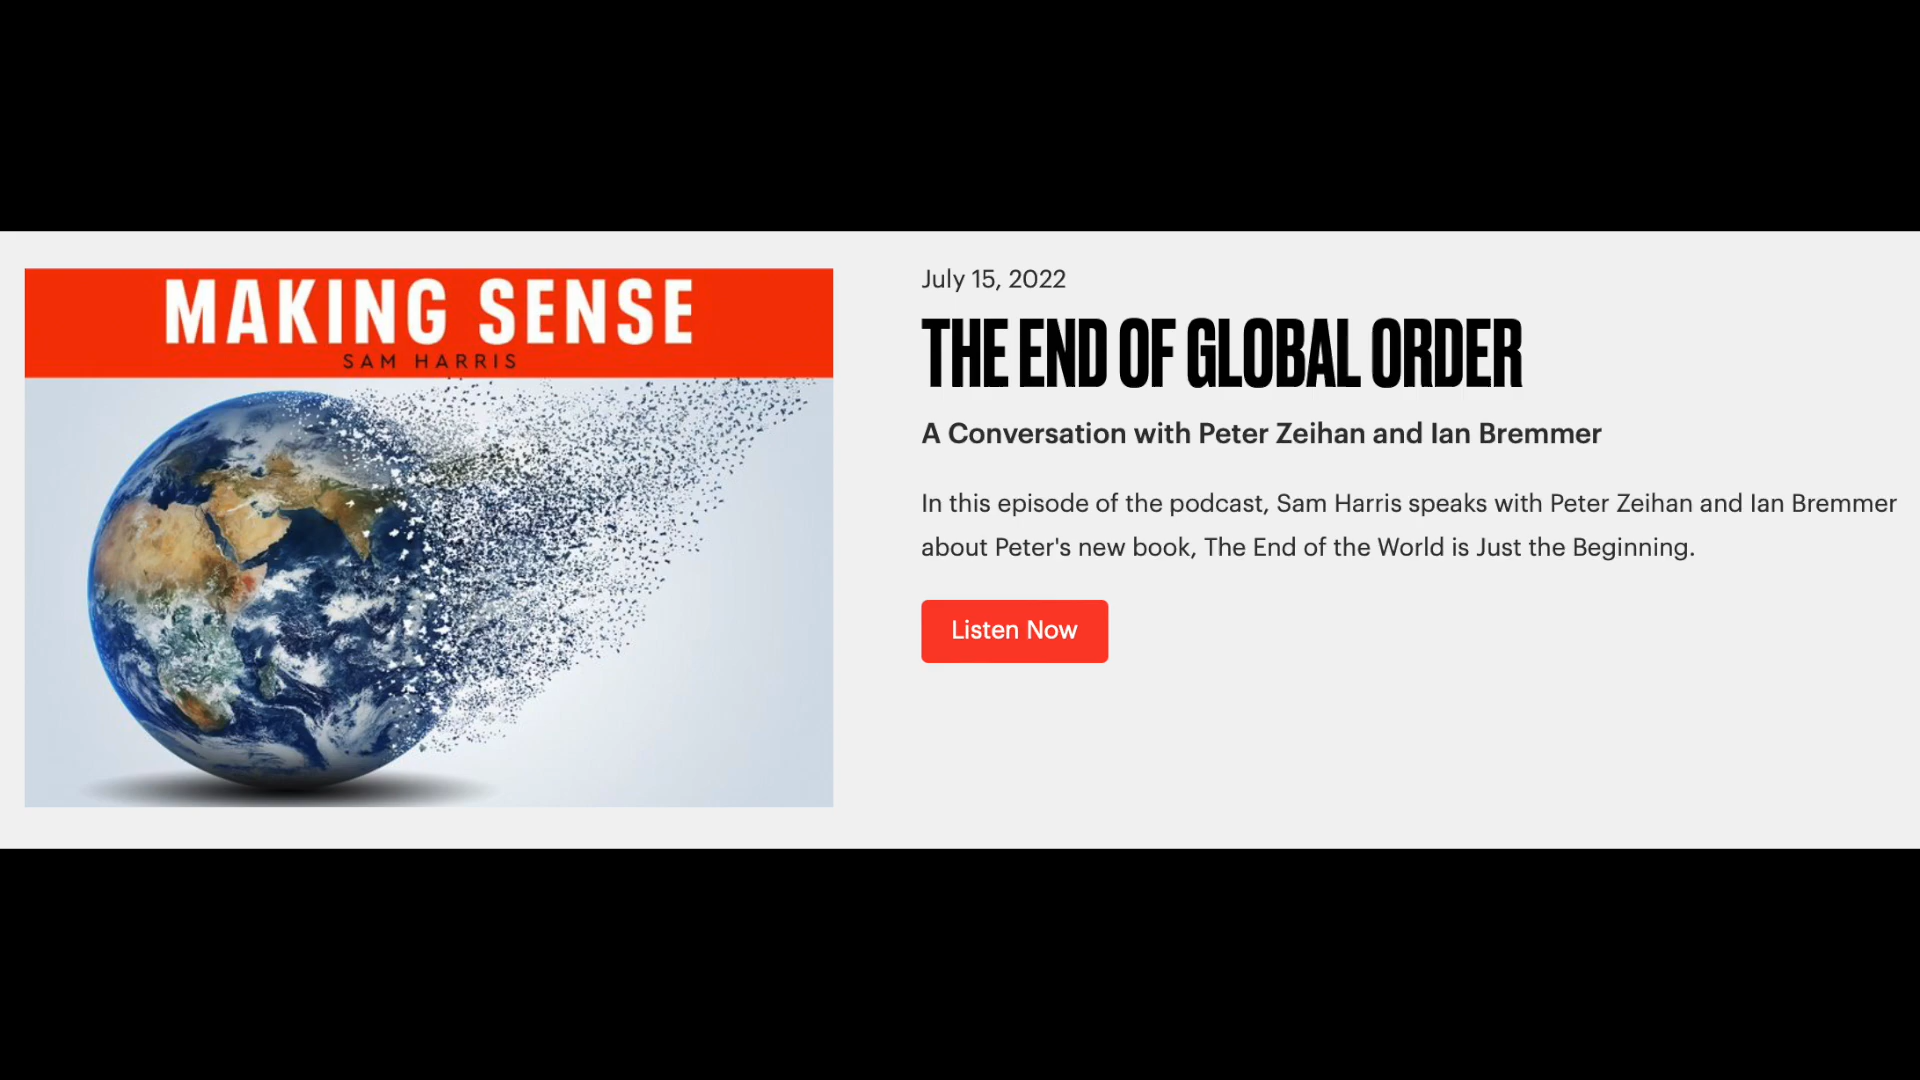 MAKING SENSE
SAM HARRIS
July 15, 2022
THE END OF GLOBAL ORDER
A Conversation with Peter Zeihan and Ian Bremmer
In this episode of the podcast, Sam Harris speaks with Peter Zeihan and Ian Bremmer
about Peter's new book, The End of the World is Just the Beginning.
Listen Now